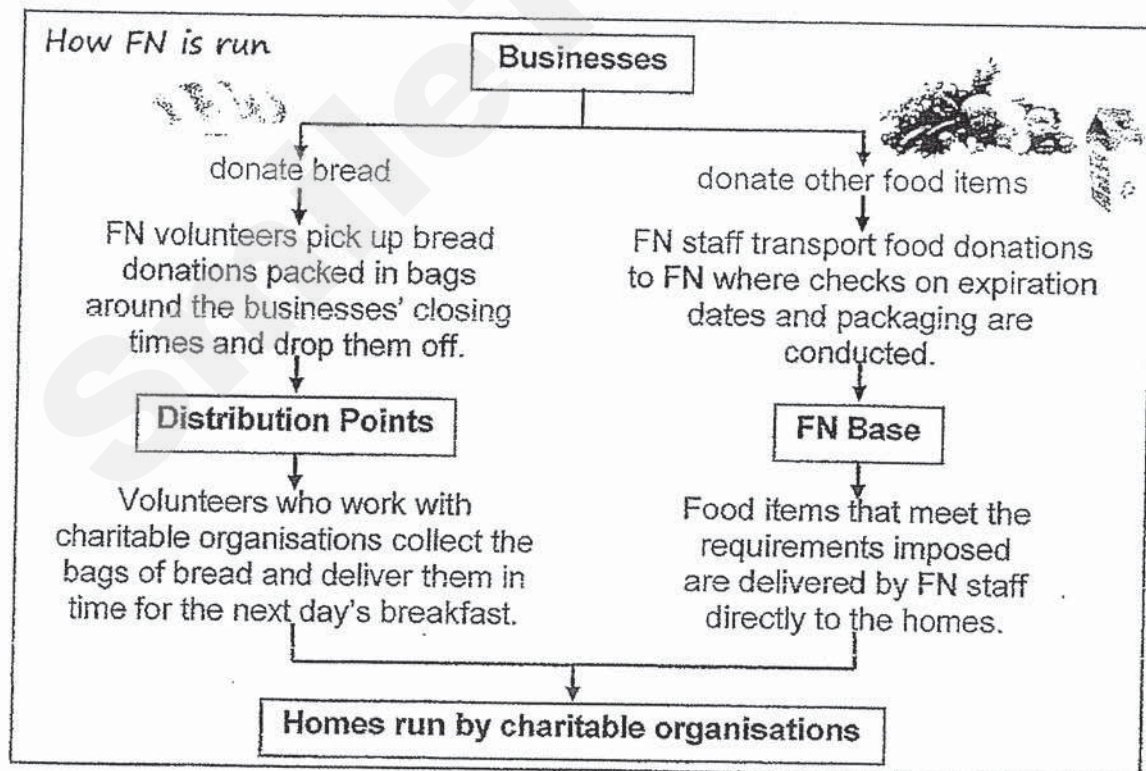 How FN is run
Businesses
donate bread
FN volunteers pick up bread
donations packed in bags
around the businesses' closing
times and drop them off.
Distribution Points
Volunteers who work with
charitable organisations collect the
bags of bread and deliver them in
time for the next day's breakfast.
donate other food items
FN staff transport food donations
to FN where checks on expiration
dates and packaging are
conducted.
FN Base
Food items that meet the
requirements imposed
are delivered by FN staff
directly to the homes.
Homes run by charitable organisations